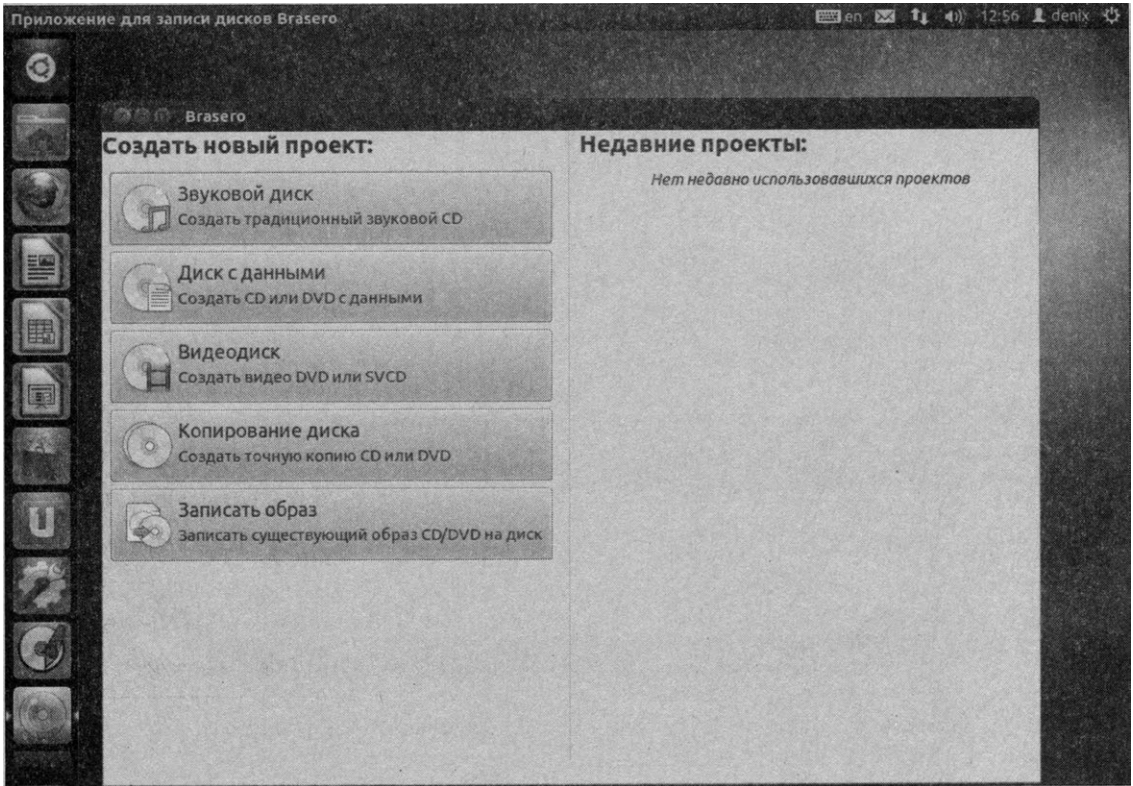 Приложение для записи дисков Brasero
en 12:56 denix
Brasero
Создать новый проект:
Звуковой диск
Создать традиционный звуковой CD
Диск с данными
Создать CD или DVD с данными
Видеодиск
Создать видео DVD или SVCD
Копирование диска
Создать точную копию CD или DVD
Записать образ
Записать существующий образ CD/DVD на диск
Недавние проекты:
Нет недавно использовавшихся проектов